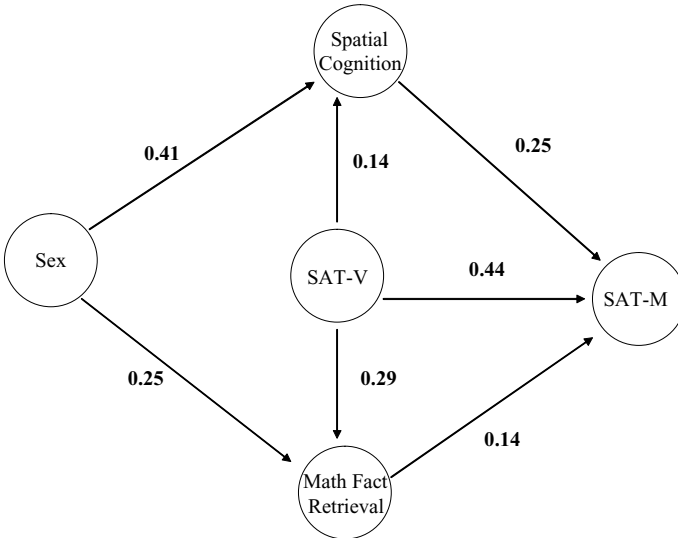 Spatial
Cognition
0.41
0.14
0.25
Sex
SAT-V
0.44
SAT-M
0.25
0.29
0.14
Math Fact
Retrieval